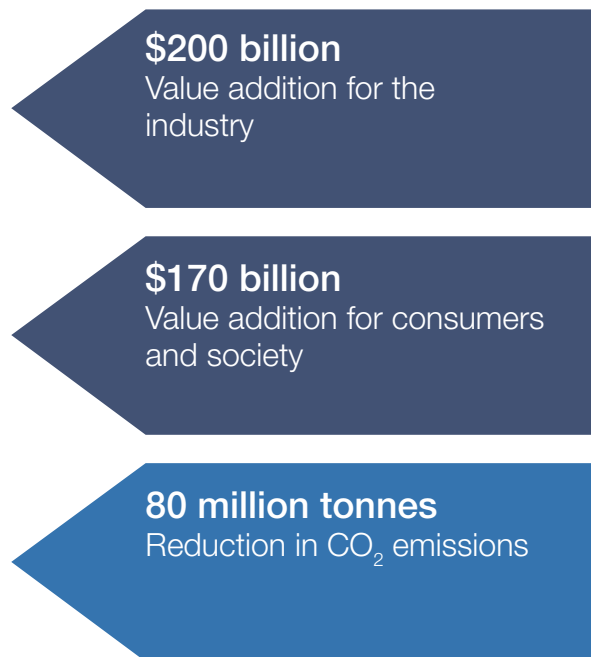 $200 billion
Value addition for the
industry
$170 billion
Value addition for consumers
and society
80 million tonnes
Reduction in CO₂ emissions